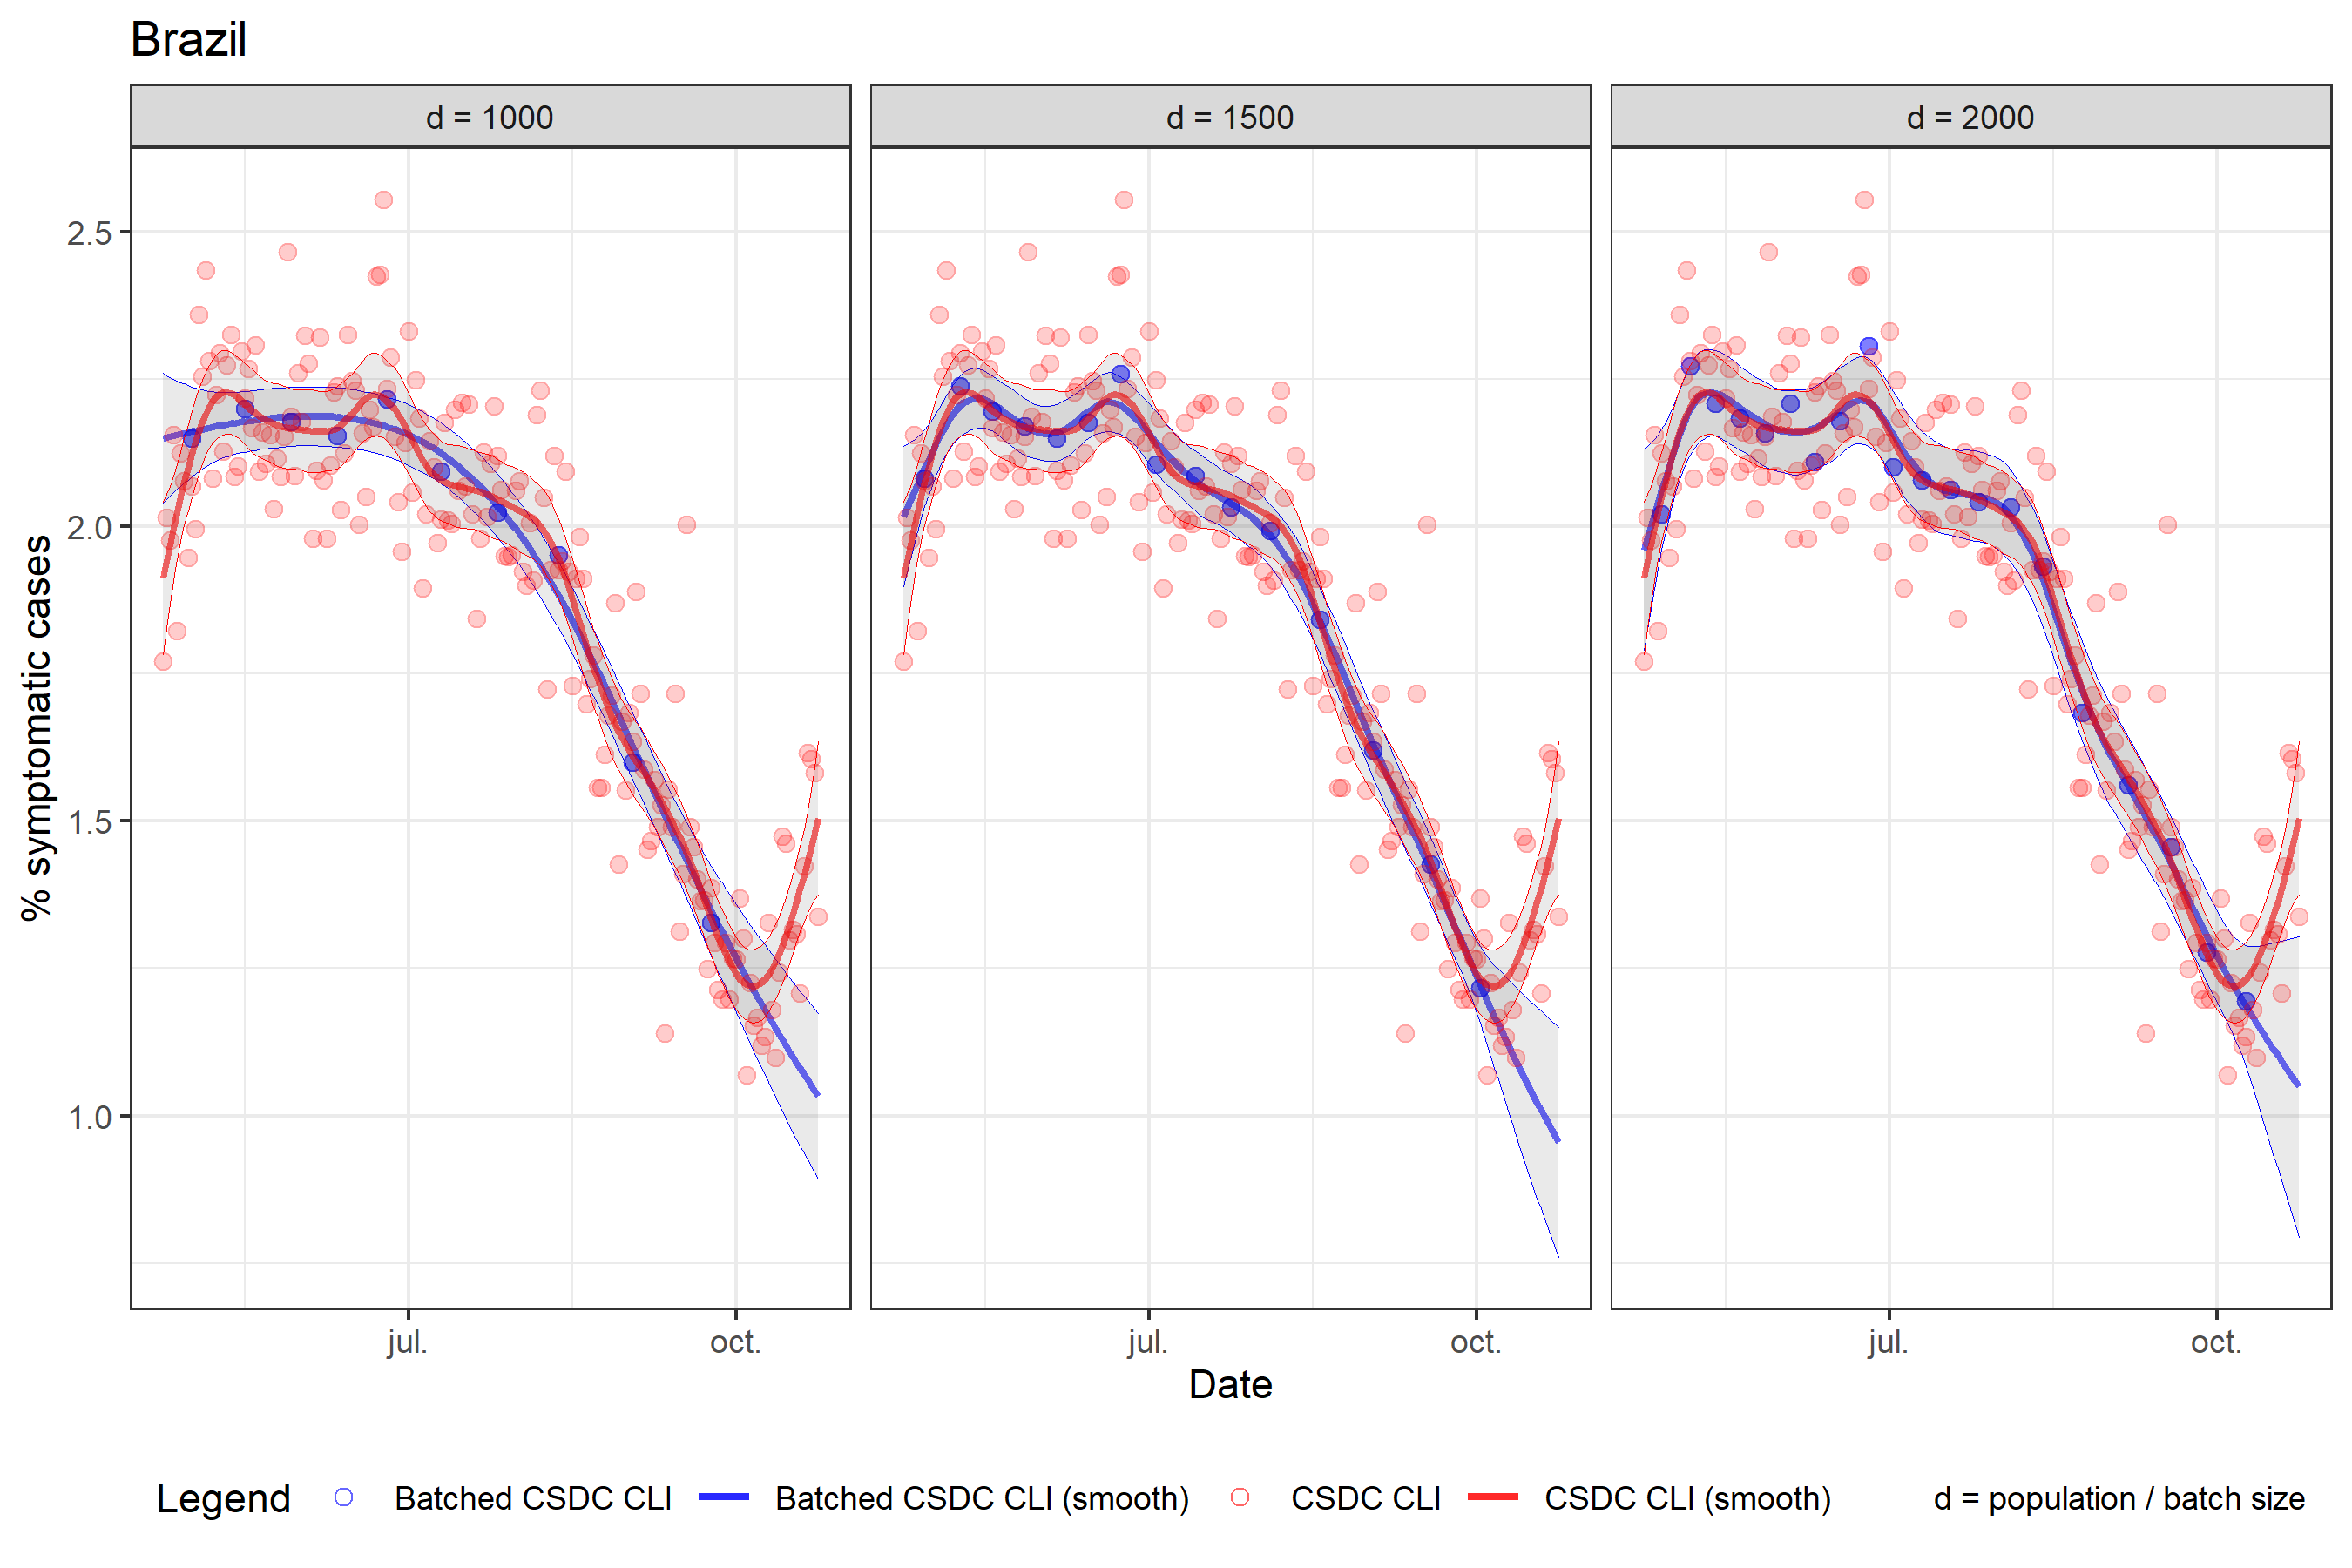 Brazil
d = 1000
d = 1500
d = 2000
% symptomatic cases
2.5
2.0
1.5
1.0
jul.
oct.
jul.
oct.
jul.
oct.
Date
Legend
Batched CSDC CLI
Batched CSDC CLI (smooth)
CSDC CLI
CSDC CLI (smooth)
d = population / batch size